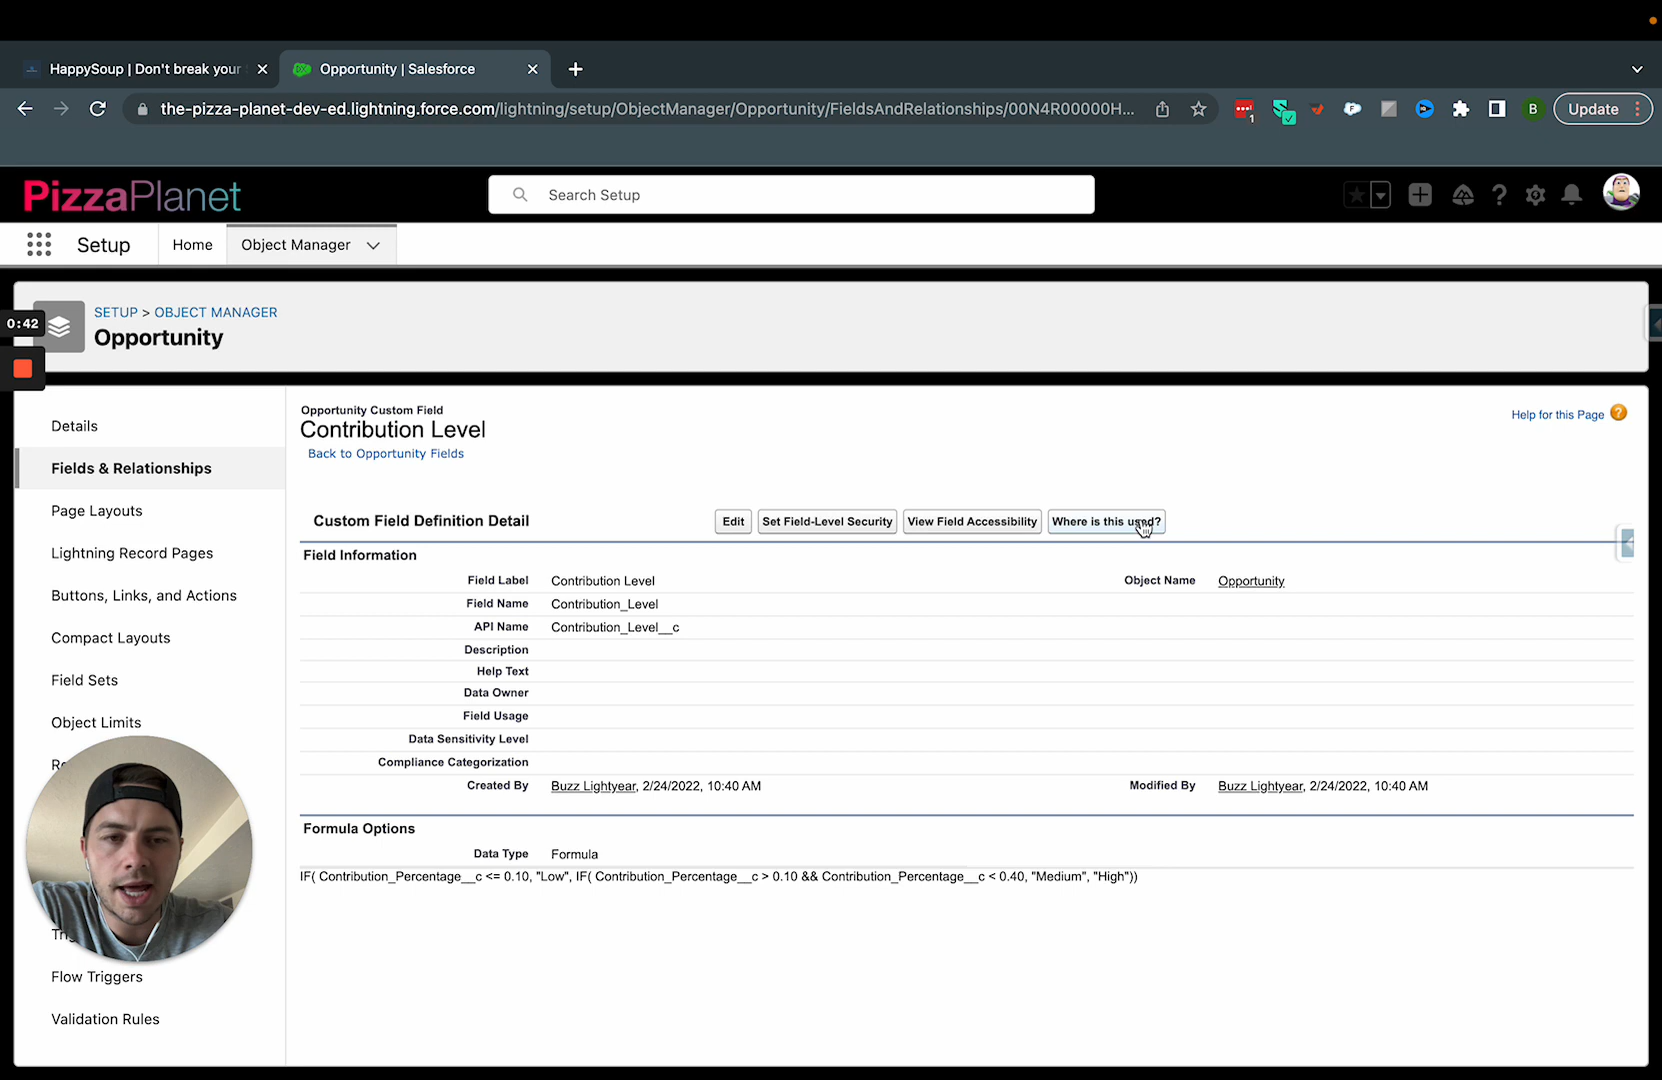 HappySoup | Don't break your
Opportunity | Salesforce
the-pizza-planet-dev-ed.lightning.force.com/lightning/setup/ObjectManager/Opportunity/FieldsAndRelationships/00N4R00000H...
1
B
Update
PizzaPlanet
Search Setup
Setup
Home
Object Manager
0:42
SETUP > OBJECT MANAGER
Opportunity
Details
Fields & Relationships
Page Layouts
Lightning Record Pages
Buttons, Links, and Actions
Compact Layouts
Field Sets
Object Limits
Flow Triggers
Validation Rules
Opportunity Custom Field
Contribution Level
Back to Opportunity Fields
Help for this Page
Custom Field Definition Detail
Edit
Set Field-Level Security
View Field Accessibility
Where is this used?
Field Information
Field Label Contribution Level Object Name Opportunity
Field Name Contribution_Level
API Name Contribution_Level__c
Description
Help Text
Data Owner
Field Usage
Data Sensitivity Level
Compliance Categorization
Created By Buzz Lightyear, 2/24/2022, 10:40 AM Modified By Buzz Lightyear, 2/24/2022, 10:40 AM
Formula Options
Data Type Formula
IF( Contribution_Percentage__c <= 0.10, "Low", IF( Contribution_Percentage__c > 0.10 && Contribution_Percentage__c < 0.40, "Medium", "High"))